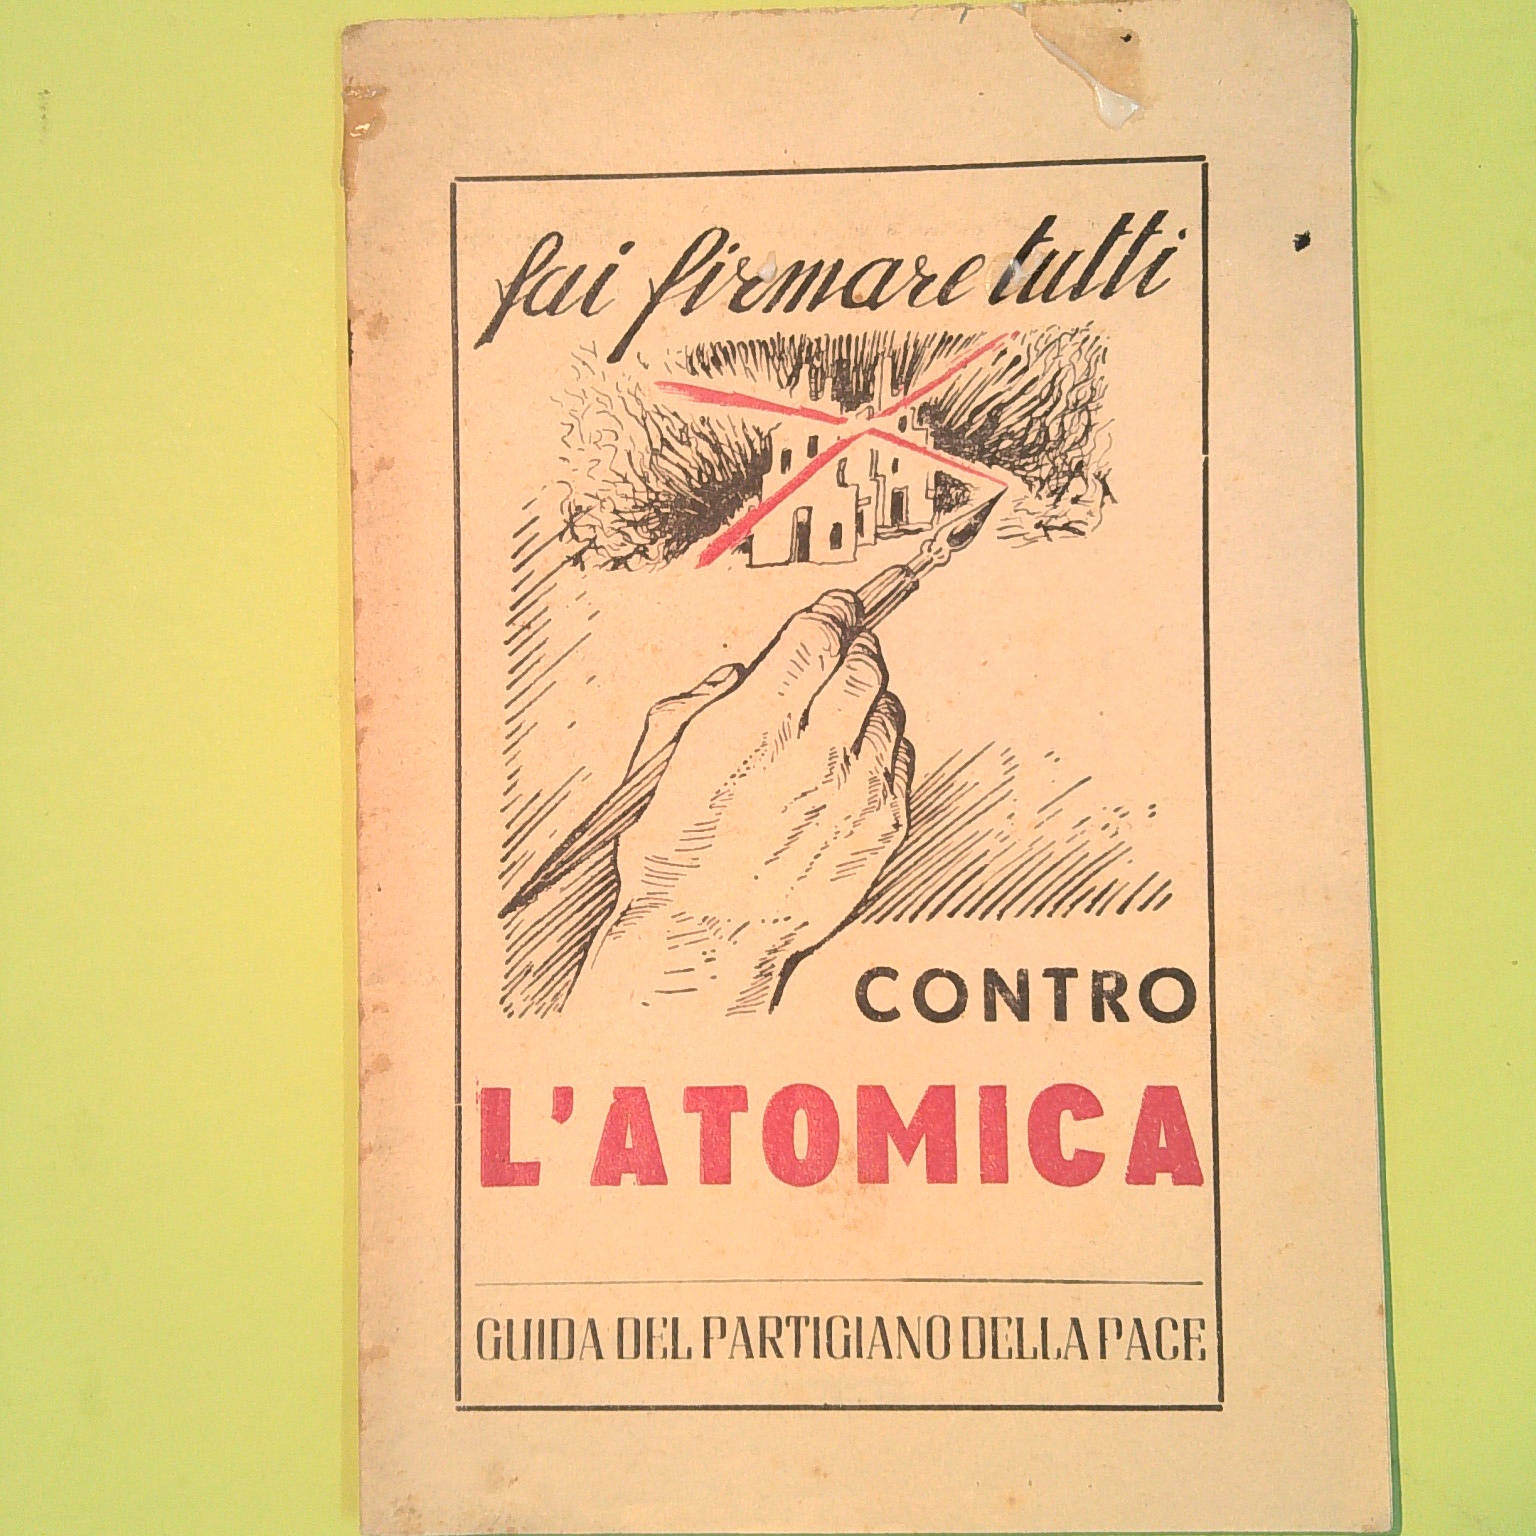 fai firmare tutti
CONTRO
L'ATOMICA
GUIDA DEL PARTIGIANO DELLA PACE